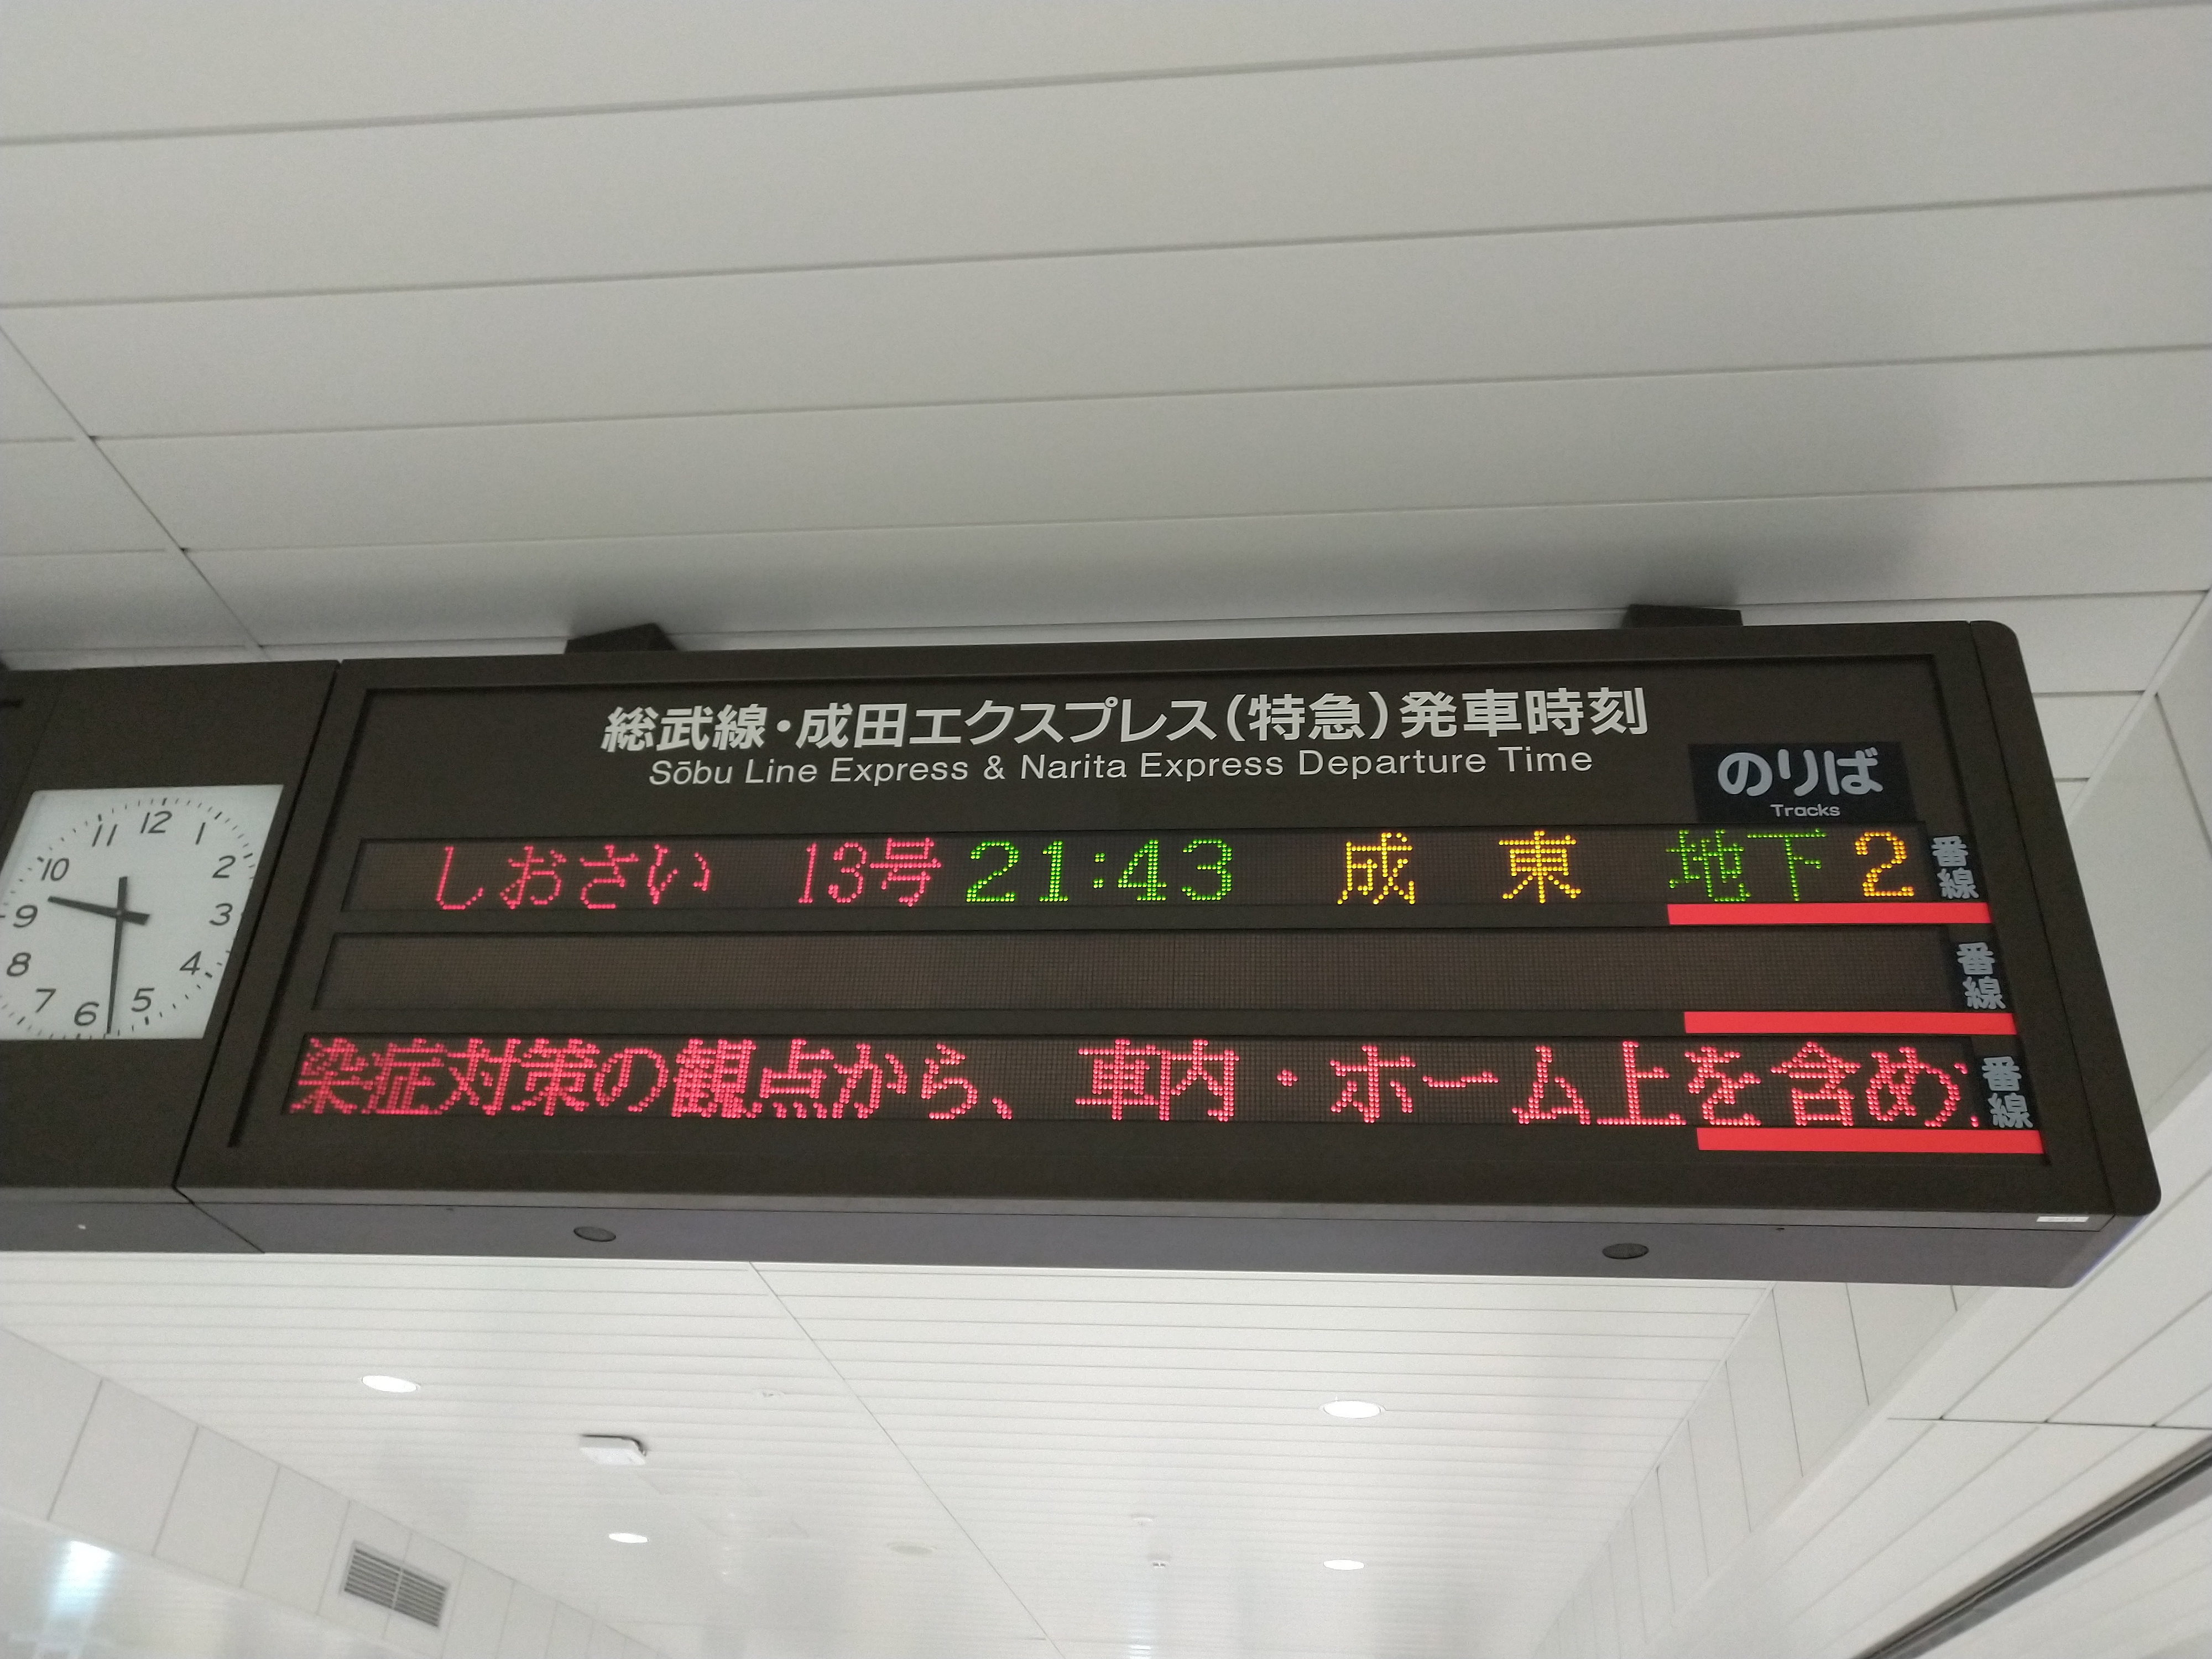 総武線・成田エクスプレス(特急)発車時刻
Sōbu Line Express & Narita Express Departure Time
のりば
Tracks
しおさい 13号 21:43 成東 地下2番線
番線
染症対策の観点から、車内・ホーム上を含め 番線
12
1
2
3
4
5
6
7
8
9
10
11